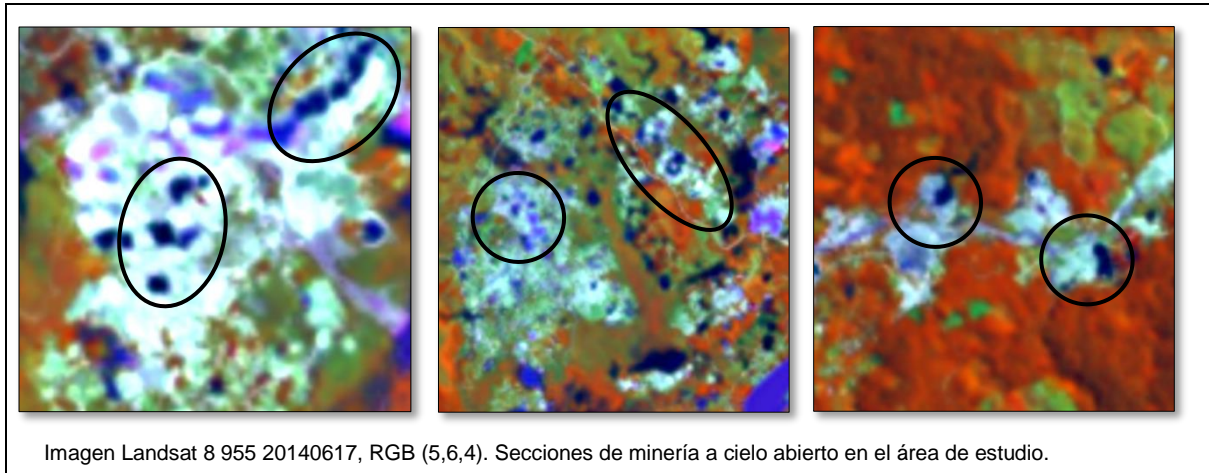 Imagen Landsat 8 955 20140617, RGB (5,6,4). Secciones de minería a cielo abierto en el área de estudio.